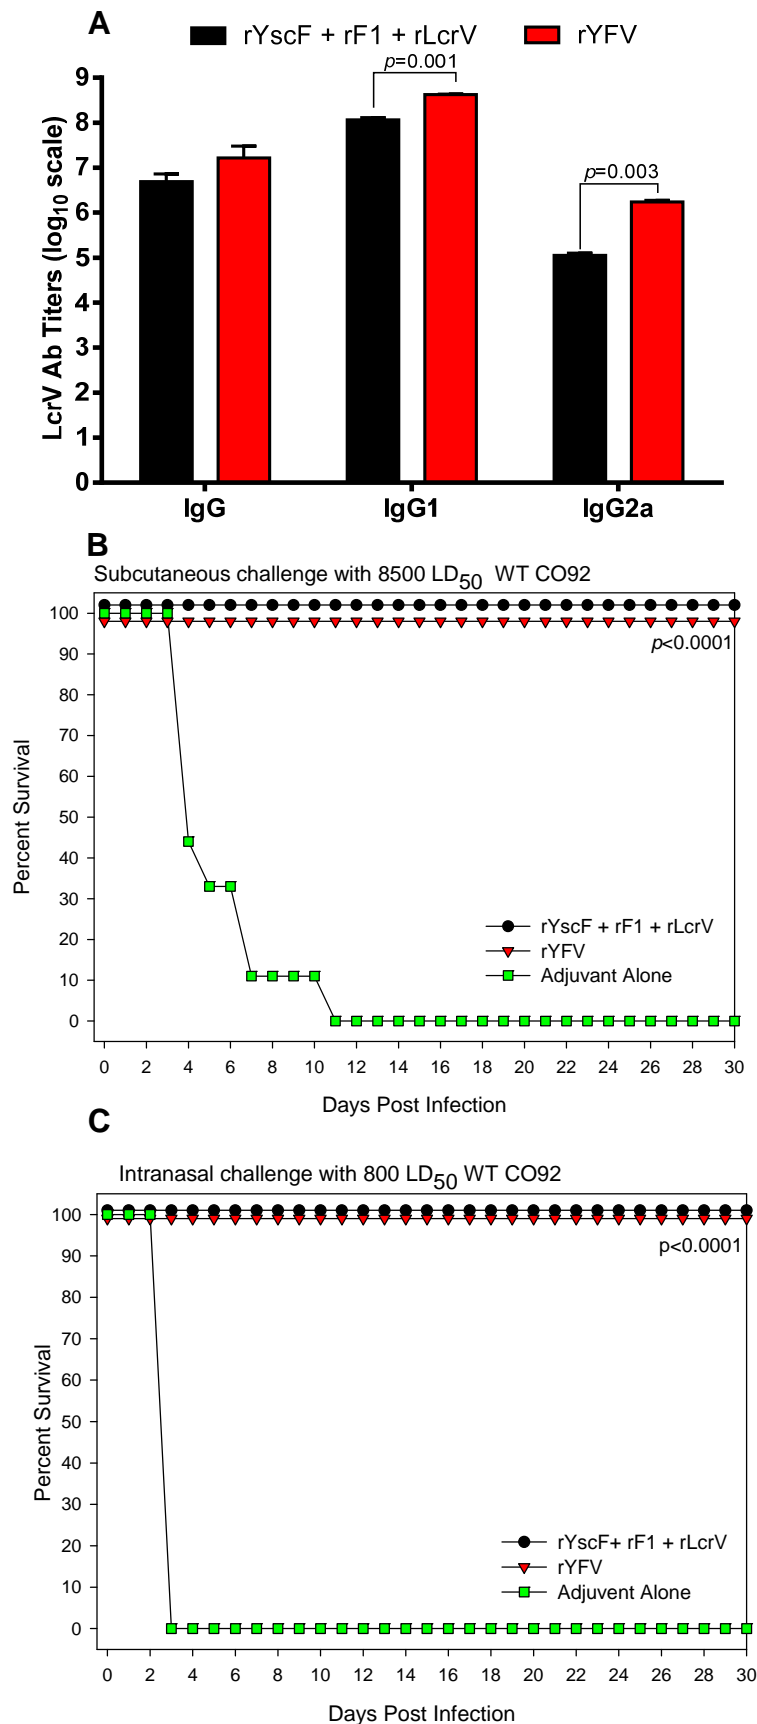 A
rYscF + rF1 + rLcrV
rYFV
p=0.001
p=0.003
LcrV Ab Titers (log10 scale)
9
8
7
6
5
4
3
2
1
0
IgG IgG1 IgG2a
B
Subcutaneous challenge with 8500 LD50 WT CO92
p<0.0001
Percent Survival
100
90
80
70
60
50
40
30
20
10
0
rYscF + rF1 + rLcrV
rYFV
Adjuvant Alone
0 2 4 6 8 10 12 14 16 18 20 22 24 26 28 30
Days Post Infection
C
Intranasal challenge with 800 LD50 WT CO92
p<0.0001
Percent Survival
100
90
80
70
60
50
40
30
20
10
0
rYscF+ rF1 + rLcrV
rYFV
Adjuvent Alone
0 2 4 6 8 10 12 14 16 18 20 22 24 26 28 30
Days Post Infection